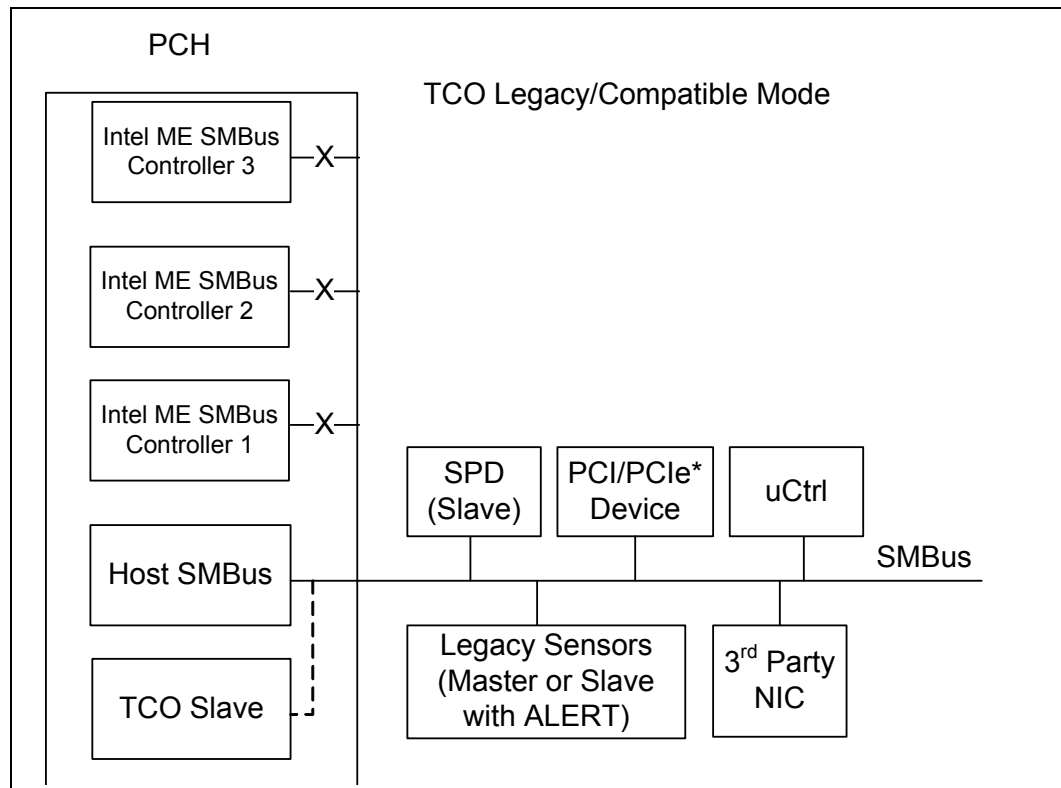 PCH
TCO Legacy/Compatible Mode
Intel ME SMBus
Controller 3
X
Intel ME SMBus
Controller 2
X
Intel ME SMBus
Controller 1
X
SPD
(Slave)
PCI/PCIe*
Device
uCtrl
Host SMBus
SMBus
Legacy Sensors
(Master or Slave
with ALERT)
3rd Party
NIC
TCO Slave